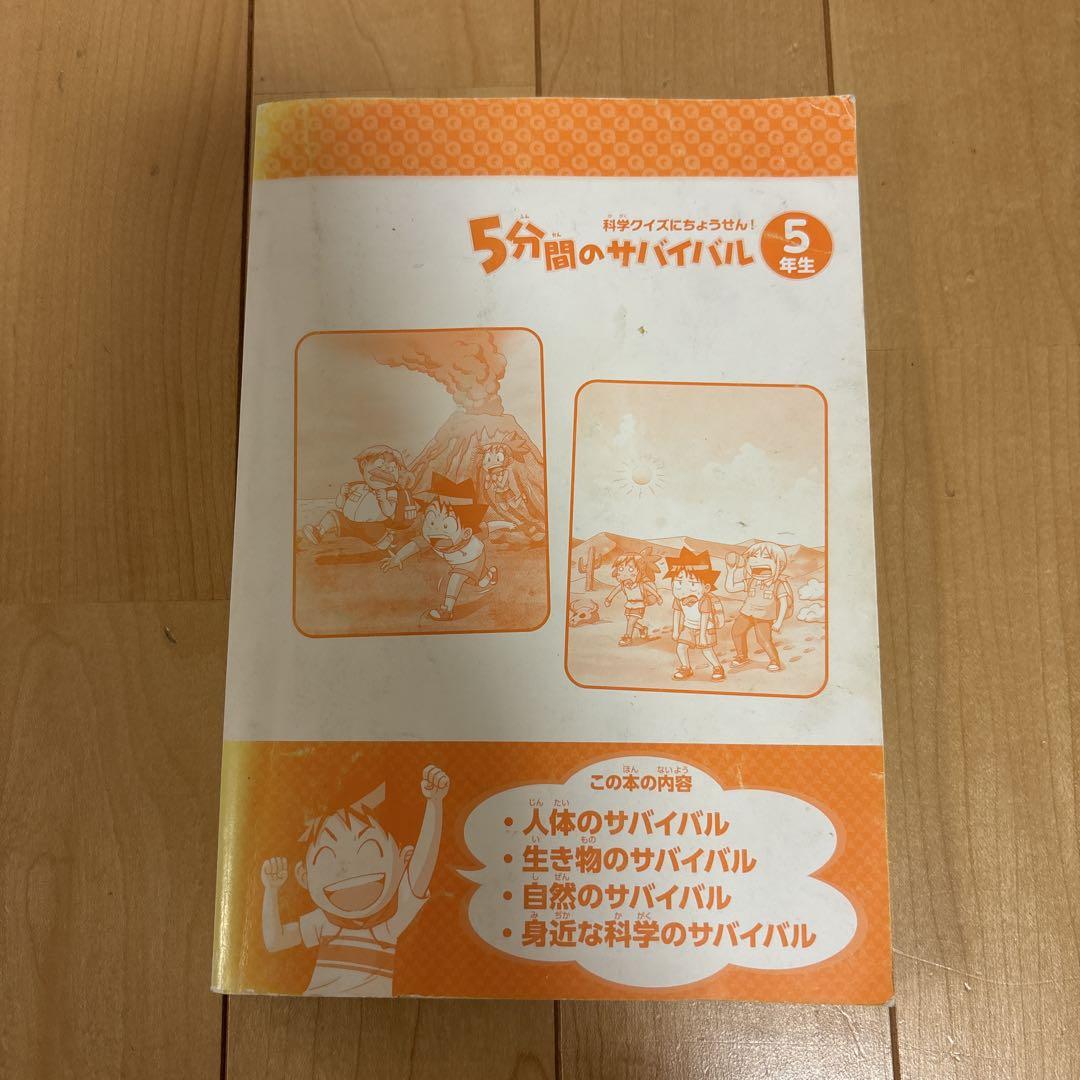 科学クイズにちょうせん!
5分間のサバイバル
5年生
この本の内容
・人体のサバイバル
・生き物のサバイバル
・自然のサバイバル
・身近な科学のサバイバル